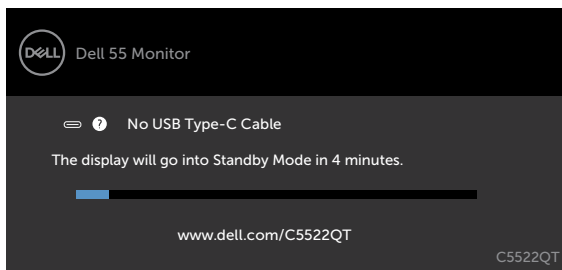 DELL
Dell 55 Monitor
? No USB Type-C Cable
The display will go into Standby Mode in 4 minutes.
www.dell.com/C5522QT
C5522QT